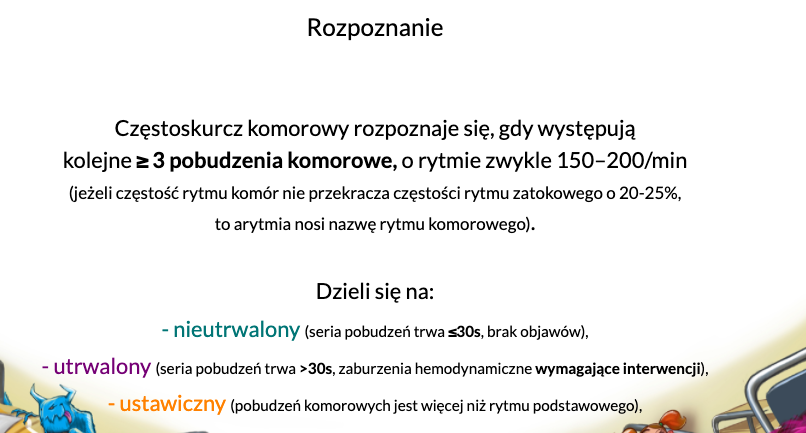 Rozpoznanie
Częstoskurcz komorowy rozpoznaje się, gdy występują
kolejne ≥ 3 pobudzenia komorowe, o rytmie zwykle 150–200/min
(jeżeli częstość rytmu komór nie przekracza częstości rytmu zatokowego o 20-25%,
to arytmia nosi nazwę rytmu komorowego).
Dzieli się na:
- nieutrwalony (seria pobudzeń trwa ≤30s, brak objawów),
- utrwalony (seria pobudzeń trwa >30s, zaburzenia hemodynamiczne wymagające interwencji),
- ustawiczny (pobudzeń komorowych jest więcej niż rytmu podstawowego),